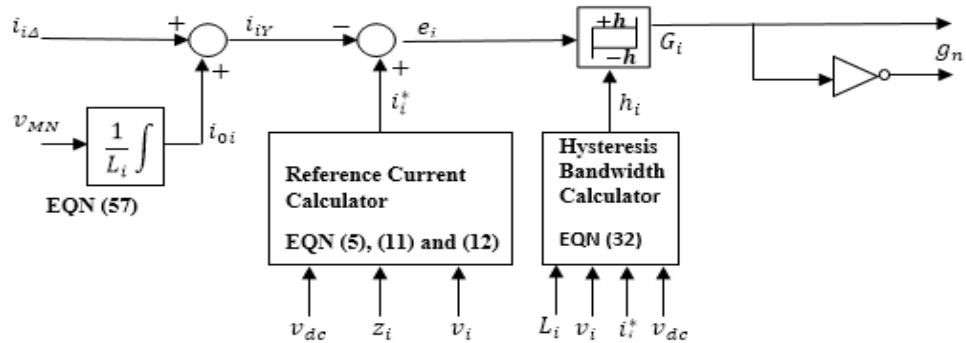 i_{iΔ} + i_{iY} − e_i +h −h G_i g_n
+ +
i_i^* h_i
v_{MN} 1/L_i ∫ i_{0i}
EQN (57)
Reference Current
Calculator
EQN (5), (11) and (12)
Hysteresis
Bandwidth
Calculator
EQN (32)
v_{dc} z_i v_i L_i v_i i_i^* v_{dc}